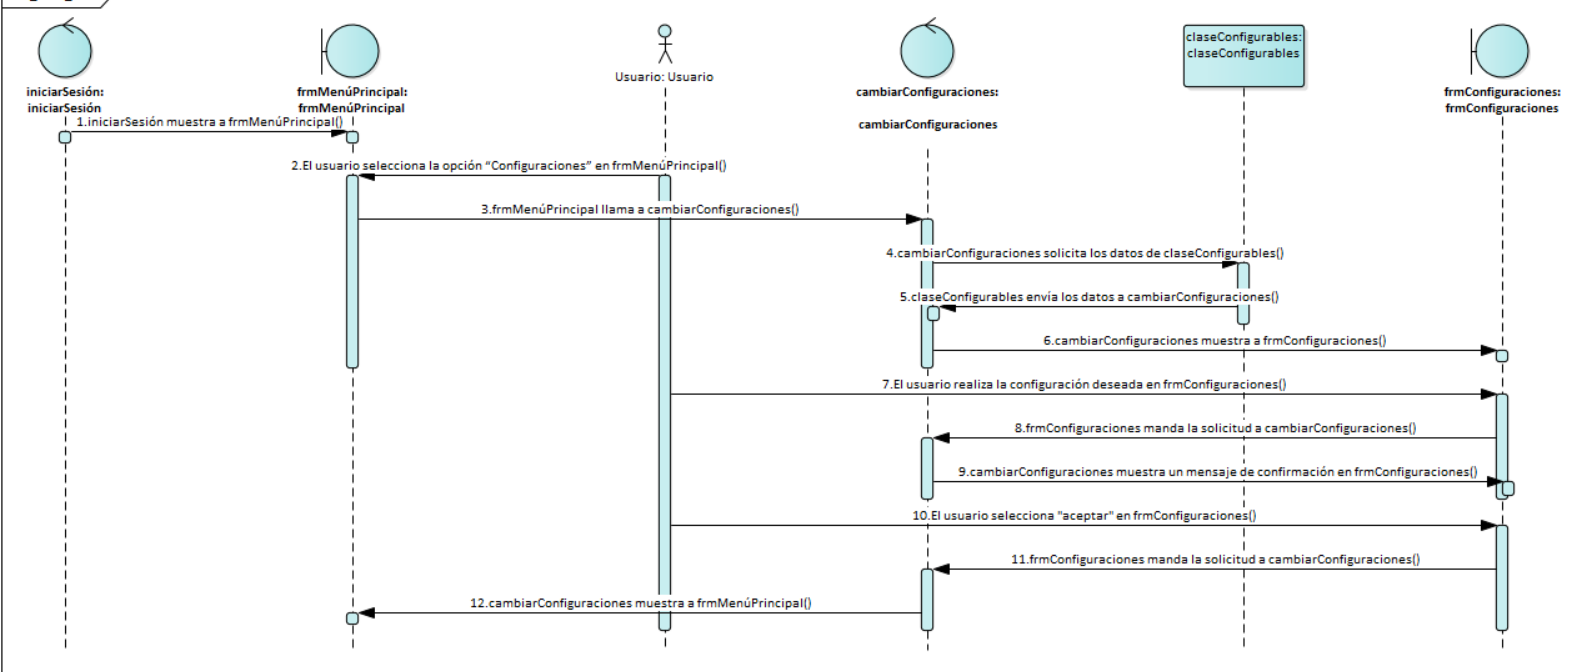 Usuario: Usuario
claseConfigurables:
claseConfigurables
iniciarSesión:
iniciarSesión
frmMenúPrincipal:
frmMenúPrincipal
cambiarConfiguraciones:
cambiarConfiguraciones
frmConfiguraciones:
frmConfiguraciones
1.iniciarSesión muestra a frmMenúPrincipal()
2.El usuario selecciona la opción “Configuraciones” en frmMenúPrincipal()
3.frmMenúPrincipal llama a cambiarConfiguraciones()
4.cambiarConfiguraciones solicita los datos de claseConfigurables()
5.claseConfigurables envía los datos a cambiarConfiguraciones()
6.cambiarConfiguraciones muestra a frmConfiguraciones()
7.El usuario realiza la configuración deseada en frmConfiguraciones()
8.frmConfiguraciones manda la solicitud a cambiarConfiguraciones()
9.cambiarConfiguraciones muestra un mensaje de confirmación en frmConfiguraciones()
10.El usuario selecciona "aceptar" en frmConfiguraciones()
11.frmConfiguraciones manda la solicitud a cambiarConfiguraciones()
12.cambiarConfiguraciones muestra a frmMenúPrincipal()